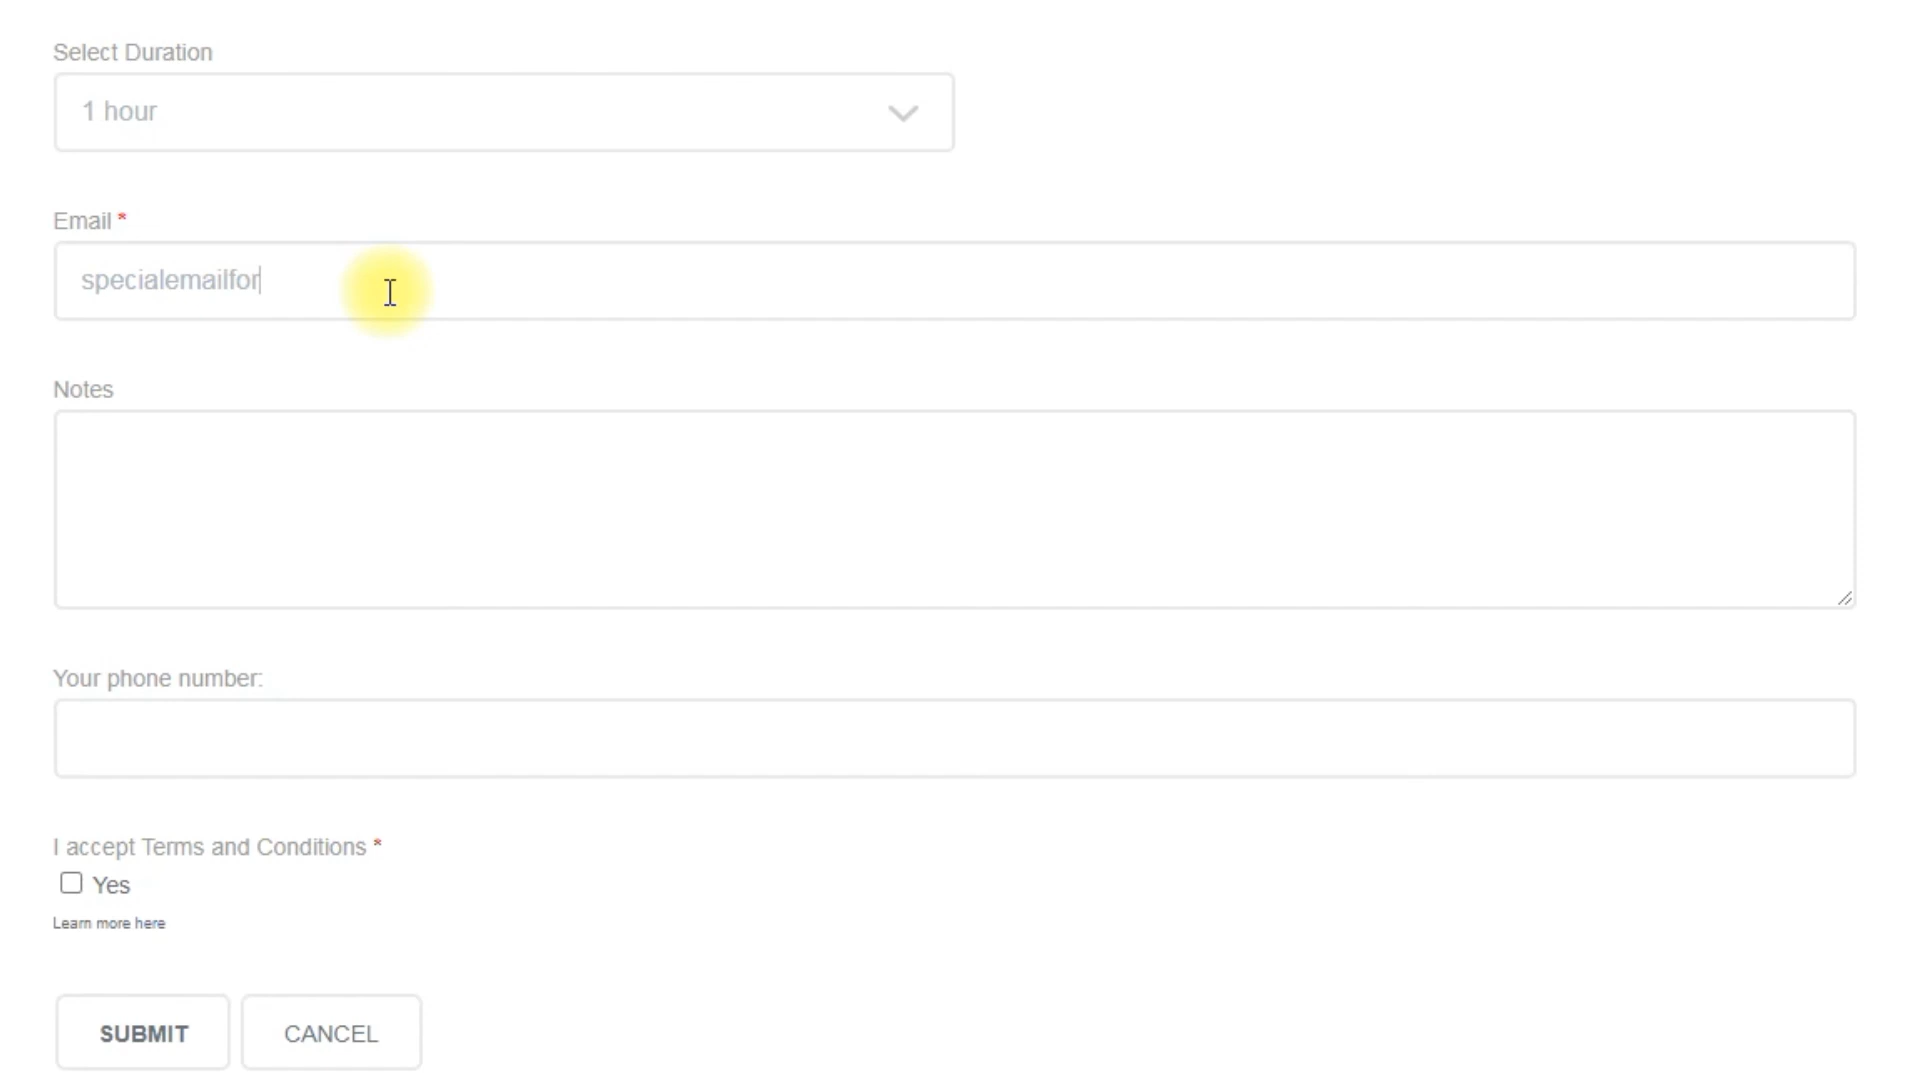 Select Duration
1 hour
Email *
specialemailfor
Notes
Your phone number:
I accept Terms and Conditions *
Yes
Learn more here
SUBMIT CANCEL